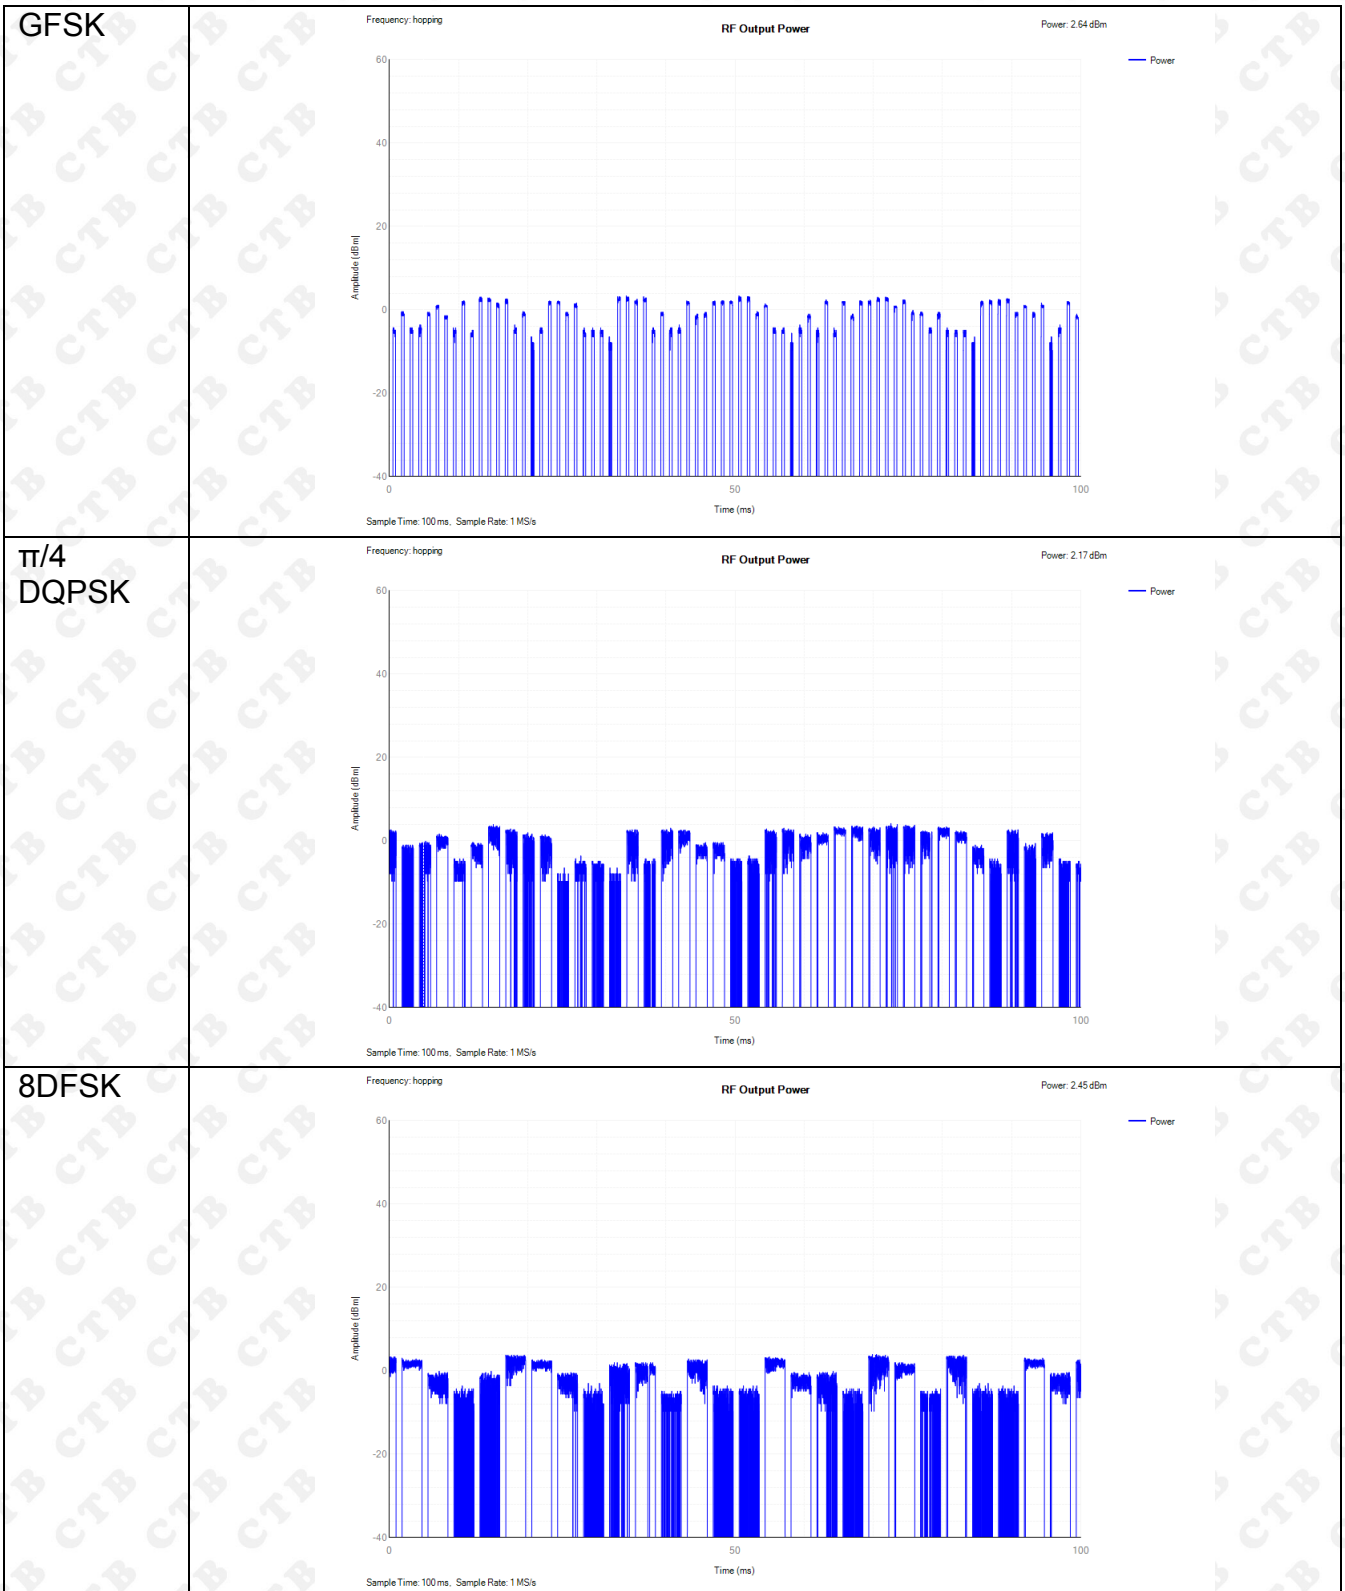 GFSK
Frequency: hopping
RF Output Power
Power: 2.64 dBm
Power
60
40
20
0
-20
-40
Amplitude [dBm]
0
50
100
Time (ms)
Sample Time: 100 ms, Sample Rate: 1 MS/s
π/4
DQPSK
Frequency: hopping
RF Output Power
Power: 2.17 dBm
Power
60
40
20
0
-20
-40
Amplitude [dBm]
0
50
100
Time (ms)
Sample Time: 100 ms, Sample Rate: 1 MS/s
8DFSK
Frequency: hopping
RF Output Power
Power: 2.45 dBm
Power
60
40
20
0
-20
-40
Amplitude [dBm]
0
50
100
Time (ms)
Sample Time: 100 ms, Sample Rate: 1 MS/s
CTB